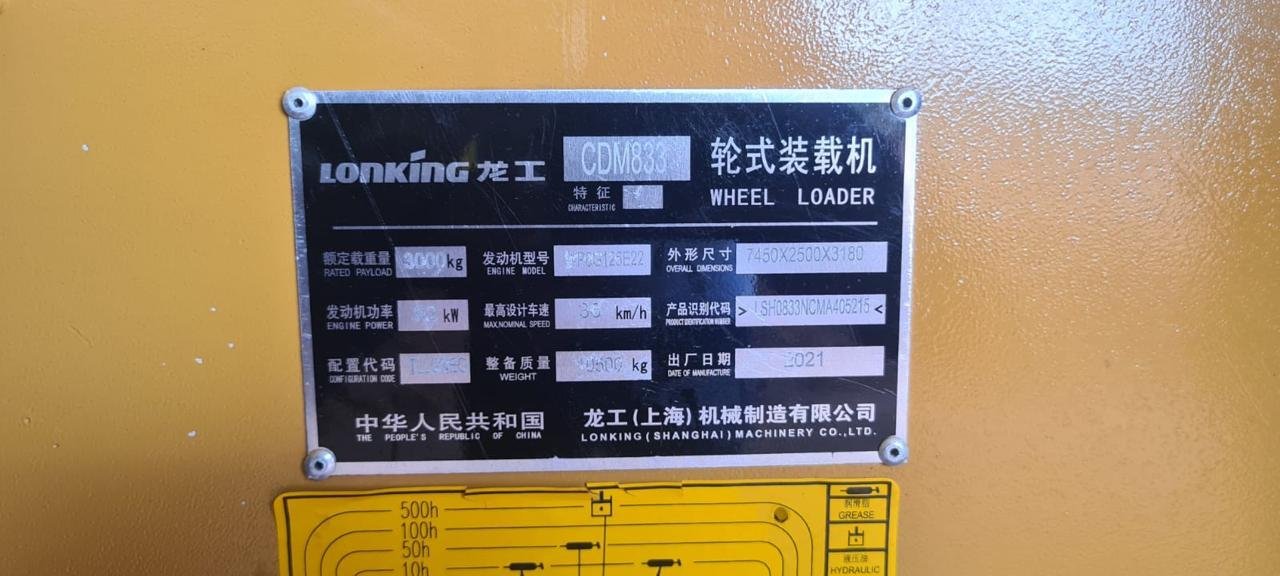 LONKING 龙工 CDM833 轮式装载机
特征
CHARACTERISTIC
WHEEL LOADER
额定载重量 3000kg 发动机型号 外形尺寸 7450X2500X3180
RATED PAYLOAD ENGINE MODEL OVERALL DIMENSIONS
发动机功率 kW 最高设计车速 km/h 产品识别代码 > LSH0833NCMA405215 <
ENGINE POWER MAX.NOMINAL SPEED PRODUCT IDENTIFICATION NUMBER
配置代码 整备质量 10500 kg 出厂日期 2021
CONFIGURATION CODE WEIGHT DATE OF MANUFACTURE
中华人民共和国 龙工(上海)机械制造有限公司
THE PEOPLE'S REPUBLIC OF CHINA LONKING(SHANGHAI)MACHINERY CO.,LTD.
500h
100h
50h
10h
润滑脂
GREASE
液压油
HYDRAULIC